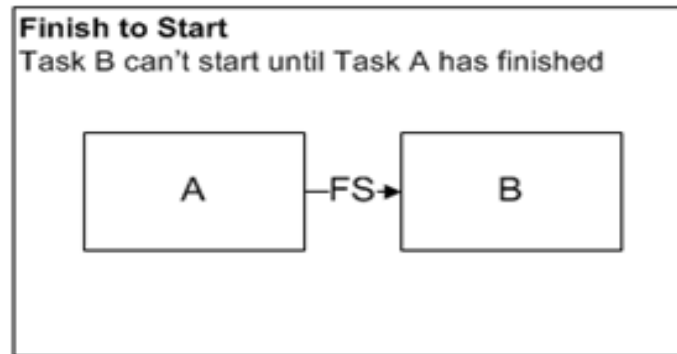 Finish to Start
Task B can't start until Task A has finished
A FS B